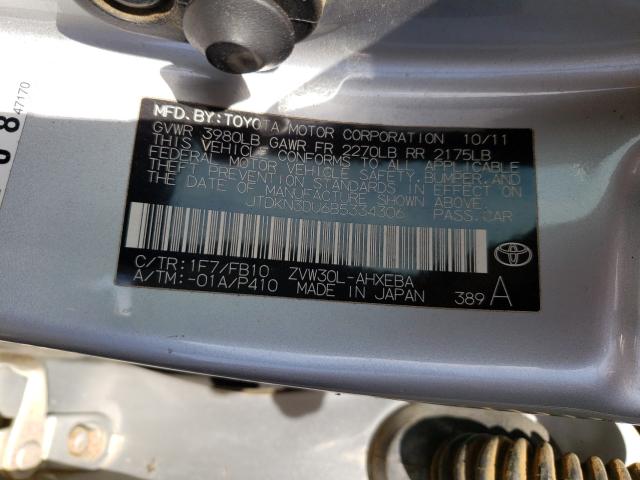 MFD. BY: TOYOTA MOTOR CORPORATION 10/11
GVWR 3980LB GAWR FR 2270LB RR 2175LB
THIS VEHICLE CONFORMS TO ALL APPLICABLE
FEDERAL MOTOR VEHICLE SAFETY, BUMPER, AND
THEFT PREVENTION STANDARDS IN EFFECT ON
THE DATE OF MANUFACTURE SHOWN ABOVE.
JTDKN3DU6B5334306 PASS.CAR
C/TR: 1F7/FB10 ZVW30L-AHXEBA
A/TM: -01A/P410 MADE IN JAPAN 389 A
TOYOTA
47170